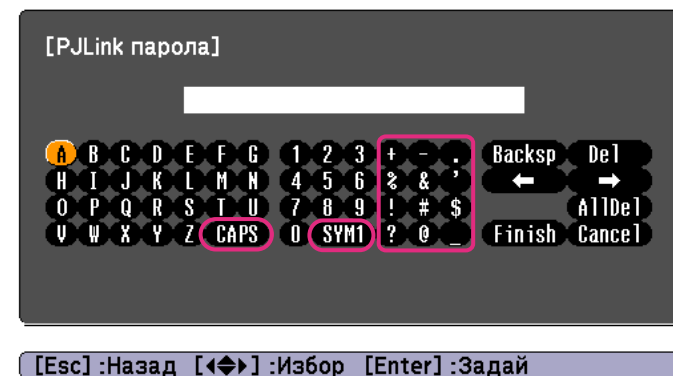 [PJLink парола]
A B C D E F G 1 2 3 + - . Backsp Del
H I J K L M N 4 5 6 % & ’ ← →
O P Q R S T U 7 8 9 ! # $ AllDel
V W X Y Z CAPS 0 SYM1 ? @ _ Finish Cancel
[Esc] :Назад [◀◆▶] :Избор [Enter] :Задай